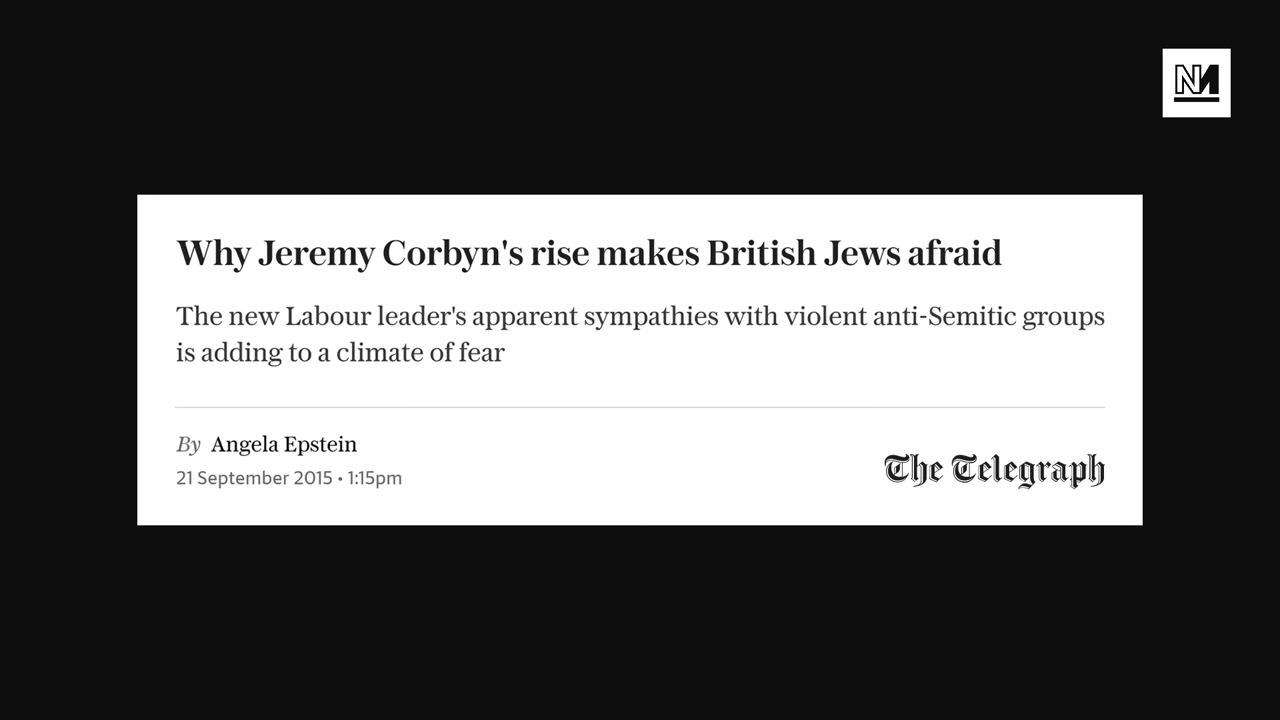 NM
Why Jeremy Corbyn's rise makes British Jews afraid
The new Labour leader's apparent sympathies with violent anti-Semitic groups
is adding to a climate of fear
By Angela Epstein
21 September 2015 • 1:15pm
The Telegraph